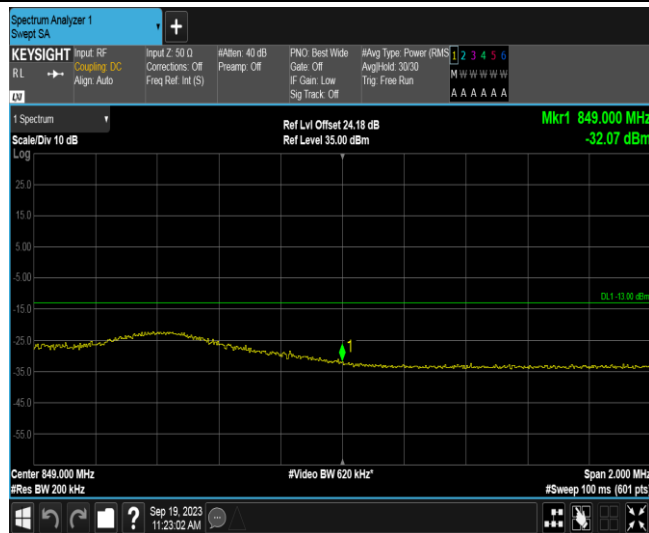 Spectrum Analyzer 1
Swept SA
+
KEYSIGHT
RL
LXI
Input: RF
Coupling: DC
Align: Auto
Input Z: 50 Ω
Corrections: Off
Freq Ref: Int (S)
#Atten: 40 dB
Preamp: Off
PNO: Best Wide
Gate: Off
IF Gain: Low
Sig Track: Off
#Avg Type: Power (RMS
Avg|Hold: 30/30
Trig: Free Run
1 2 3 4 5 6
M W W W W W
A A A A A A
1 Spectrum
Scale/Div 10 dB
Log
Ref Lvl Offset 24.18 dB
Ref Level 35.00 dBm
Mkr1 849.000 MHz
-32.07 dBm
25.0
15.0
5.00
-5.00
DL1 -13.00 dBm
-15.0
-25.0
1
-35.0
-45.0
-55.0
Center 849.000 MHz
#Res BW 200 kHz
#Video BW 620 kHz*
Span 2.000 MHz
#Sweep 100 ms (601 pts)
?
Sep 19, 2023
11:23:02 AM